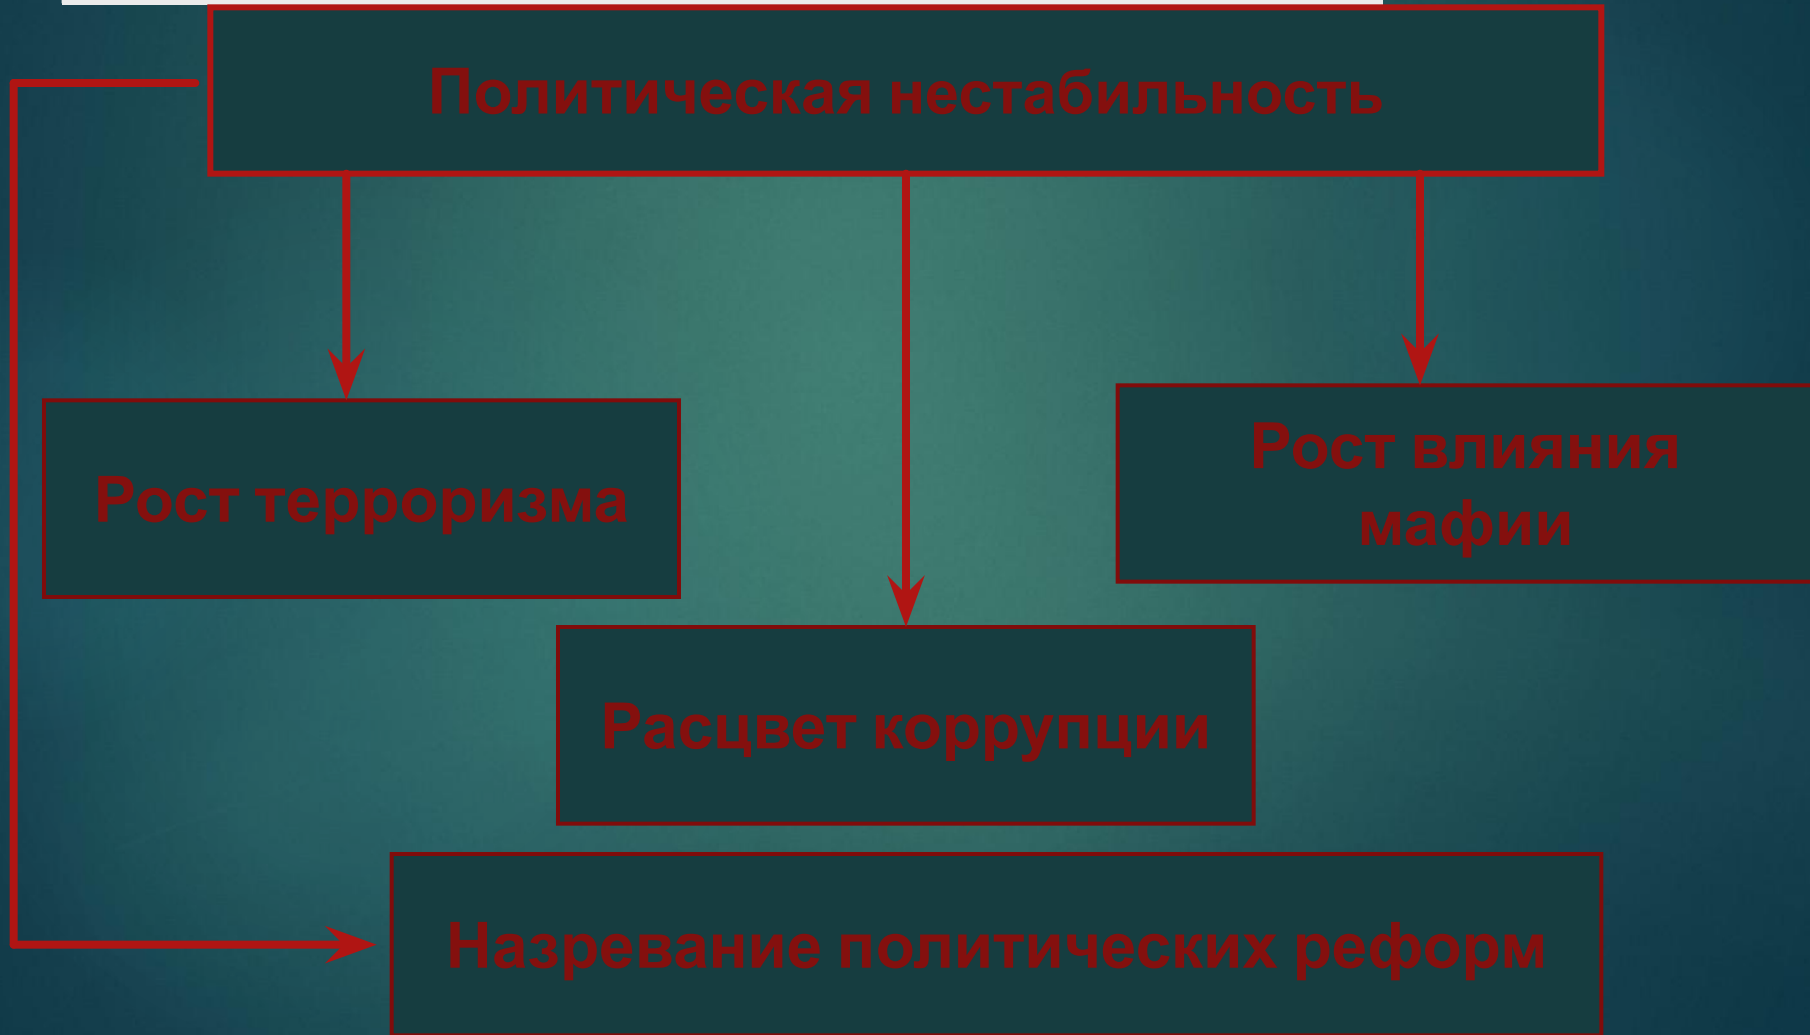 Политическая нестабильность
Рост терроризма
Рост влияния
мафии
Расцвет коррупции
Назревание политических реформ